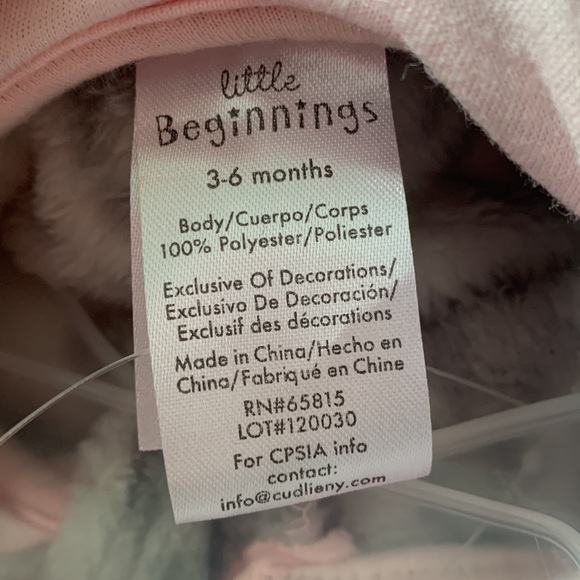 little
Beginnings
3-6 months
Body/Cuerpo/Corps
100% Polyester/Poliester
Exclusive Of Decorations/
Exclusivo De Decoración/
Exclusif des décorations
Made in China/Hecho en
China/Fabriqué en Chine
RN#65815
LOT#120030
For CPSIA info
contact:
info@cudlieny.com